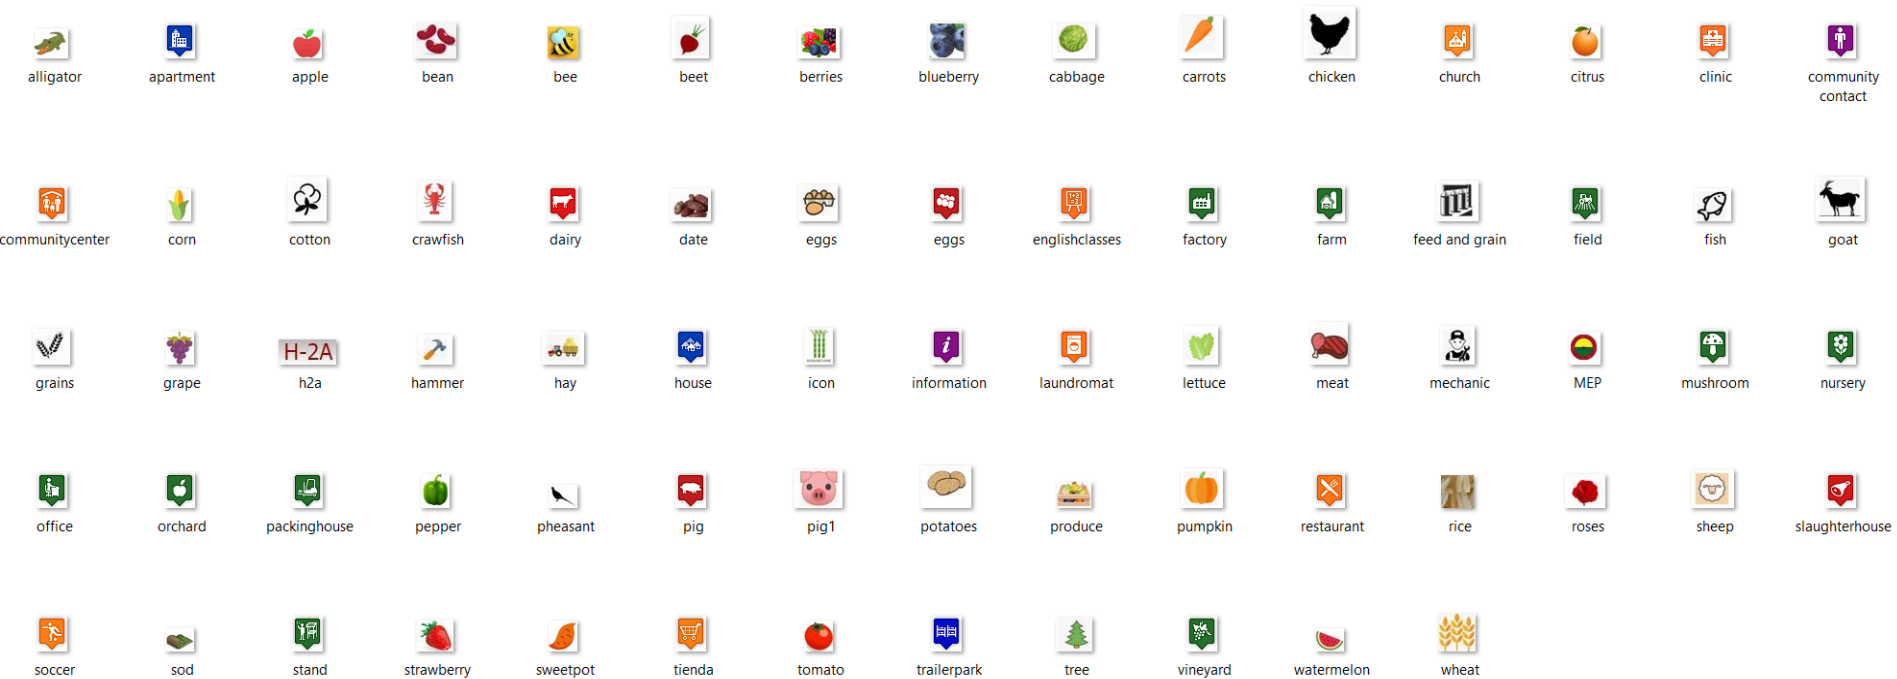 alligator
apartment
apple
bean
bee
beet
berries
blueberry
cabbage
carrots
chicken
church
citrus
clinic
community
contact
communitycenter
corn
cotton
crawfish
dairy
date
eggs
eggs
englishclasses
factory
farm
feed and grain
field
fish
goat
grains
grape
H-2A
h2a
hammer
hay
house
icon
information
laundromat
lettuce
meat
mechanic
MEP
mushroom
nursery
office
orchard
packinghouse
pepper
pheasant
pig
pig1
potatoes
produce
pumpkin
restaurant
rice
roses
sheep
slaughterhouse
soccer
sod
stand
strawberry
sweetpot
tienda
tomato
trailerpark
tree
vineyard
watermelon
wheat